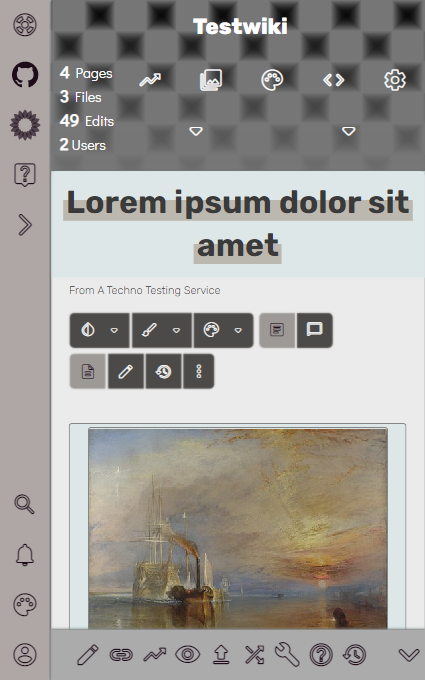 Testwiki
4 Pages
3 Files
49 Edits
2 Users
Lorem ipsum dolor sit
amet
From A Techno Testing Service